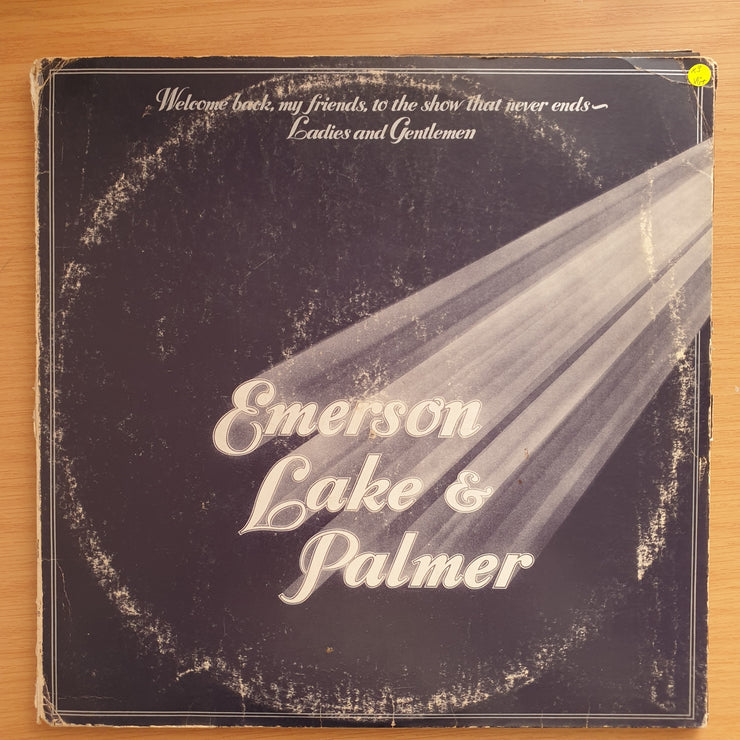 Welcome back, my friends, to the show that never ends~
Ladies and Gentlemen
Emerson
Lake &
Palmer